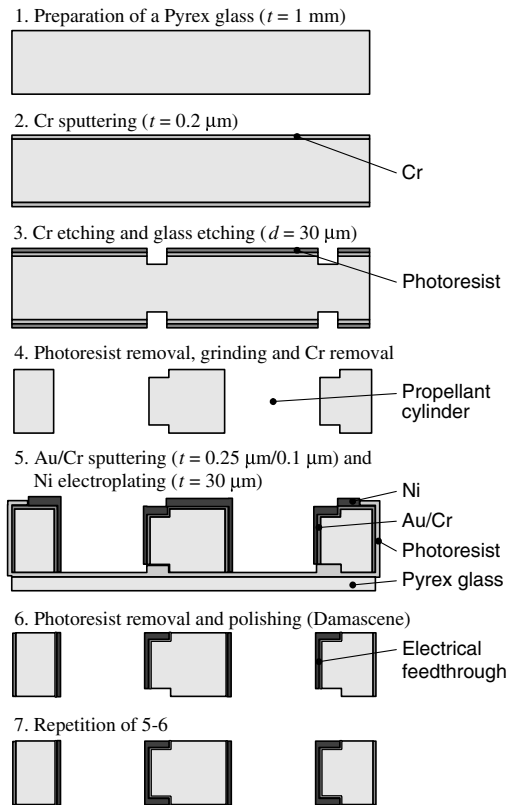 1. Preparation of a Pyrex glass (t = 1 mm)
2. Cr sputtering (t = 0.2 μm)
Cr
3. Cr etching and glass etching (d = 30 μm)
Photoresist
4. Photoresist removal, grinding and Cr removal
Propellant
cylinder
5. Au/Cr sputtering (t = 0.25 μm/0.1 μm) and
Ni electroplating (t = 30 μm)
Ni
Au/Cr
Photoresist
Pyrex glass
6. Photoresist removal and polishing (Damascene)
Electrical
feedthrough
7. Repetition of 5-6